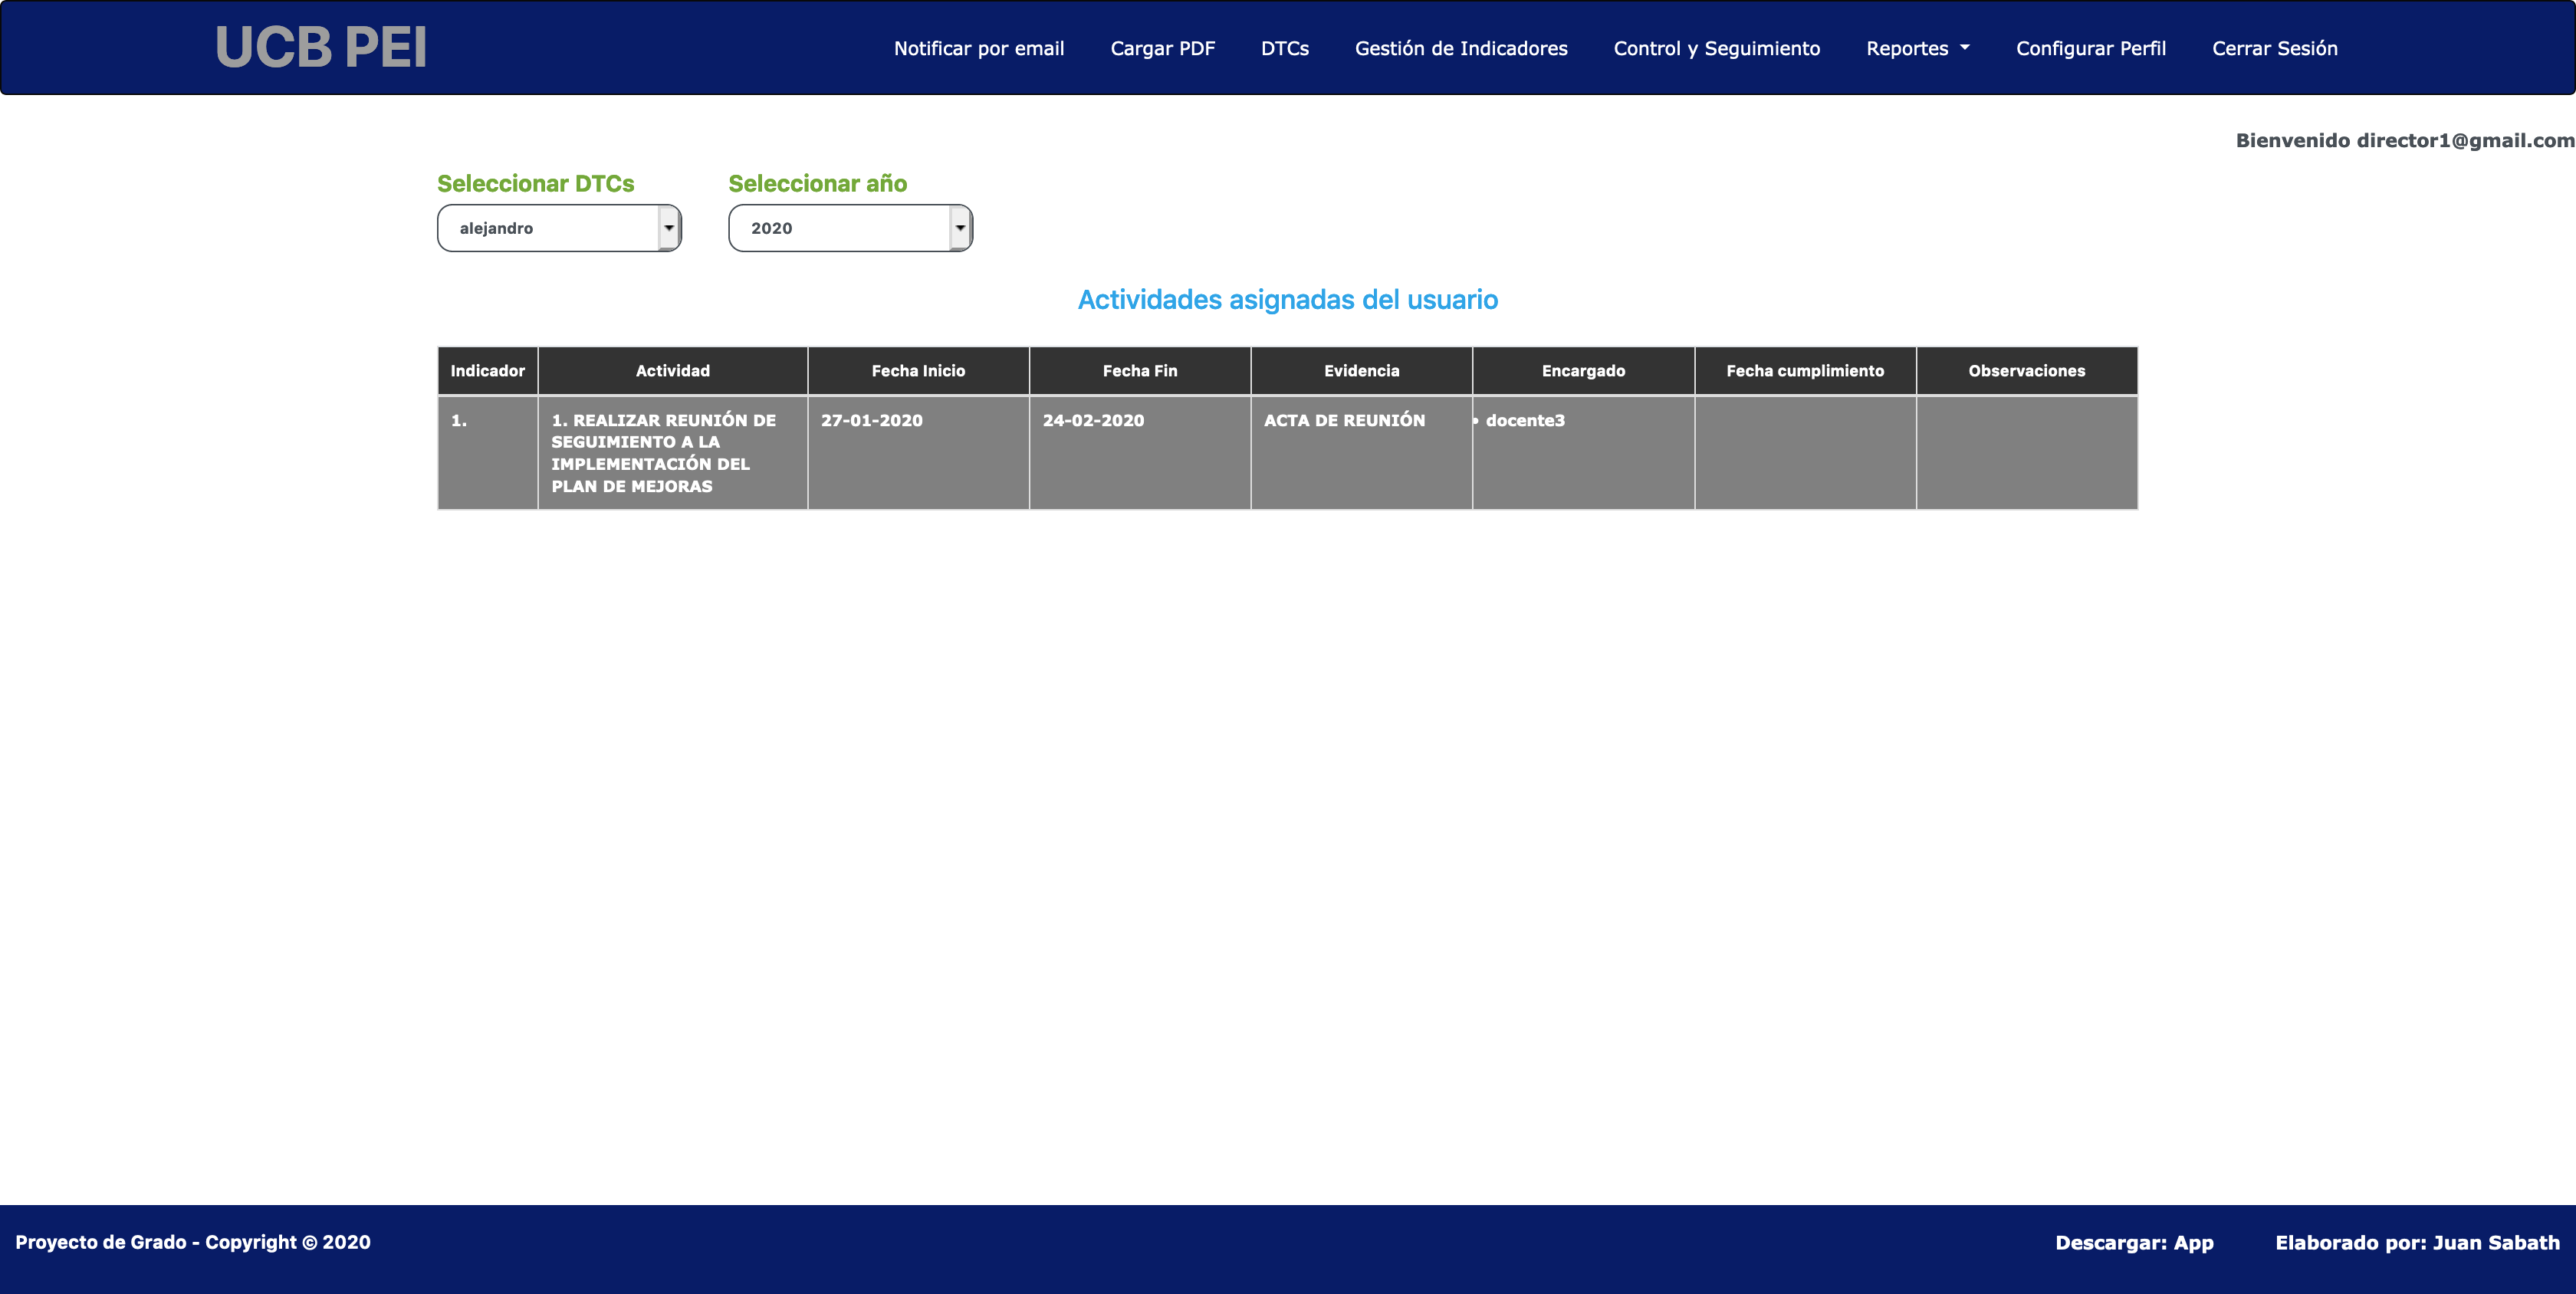 UCB PEI
Notificar por email
Cargar PDF
DTCs
Gestión de Indicadores
Control y Seguimiento
Reportes
Configurar Perfil
Cerrar Sesión
Bienvenido director1@gmail.com
Seleccionar DTCs
Seleccionar año
alejandro
2020
Actividades asignadas del usuario
Indicador
Actividad
Fecha Inicio
Fecha Fin
Evidencia
Encargado
Fecha cumplimiento
Observaciones
1.
1. REALIZAR REUNIÓN DE
SEGUIMIENTO A LA
IMPLEMENTACIÓN DEL
PLAN DE MEJORAS
27-01-2020
24-02-2020
ACTA DE REUNIÓN
• docente3
Proyecto de Grado - Copyright © 2020
Descargar: App
Elaborado por: Juan Sabath